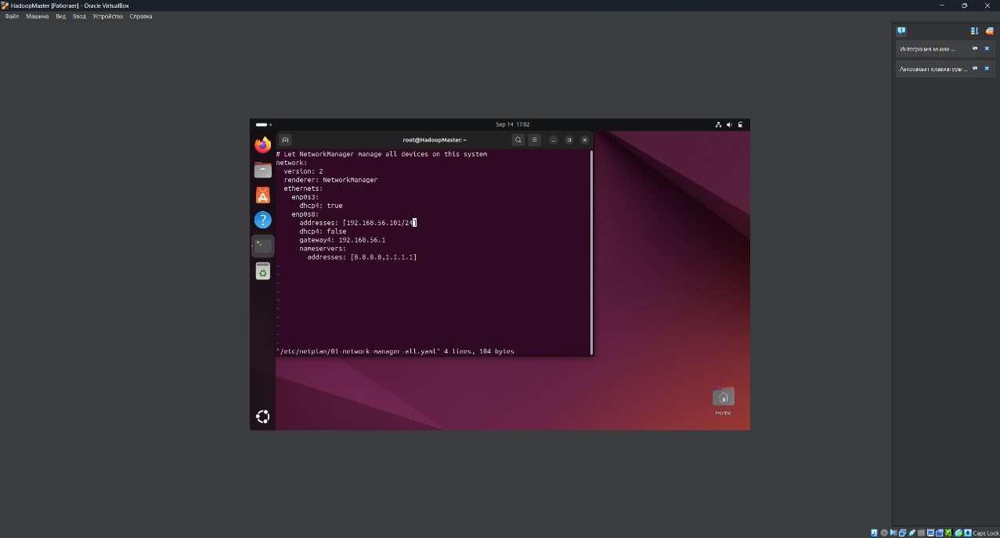 HadoopMaster [Работает] - Oracle VirtualBox
Файл Машина Вид Ввод Устройства Справка
Интеграция мыши ...
Автозахват клавиатуры ...
Sep 14 17:02
root@HadoopMaster: ~
# Let NetworkManager manage all devices on this system
network:
  version: 2
  renderer: NetworkManager
  ethernets:
    enp0s3:
      dhcp4: true
    enp0s8:
      addresses: [192.168.56.101/24]
      dhcp4: false
      gateway4: 192.168.56.1
      nameservers:
        addresses: [8.8.8.8,1.1.1.1]
~
~
~
~
~
~
~
~
~
~
"/etc/netplan/01-network-manager-all.yaml" 4 lines, 104 bytes
Home
Caps Lock